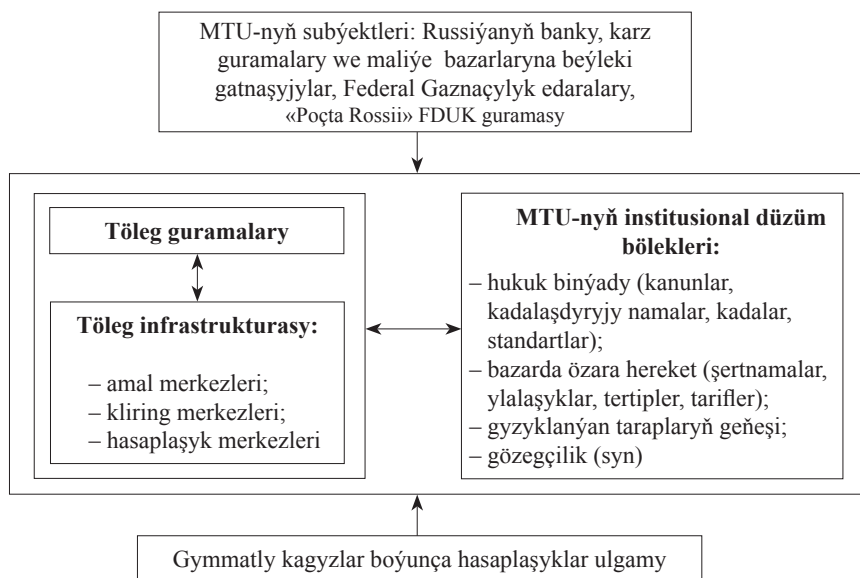 MTU-nyň subýektleri: Russiýanyň banky, karz
guramalary we maliýe bazarlaryna beýleki
gatnaşyjylar, Federal Gaznaçylyk edaralary,
«Poçta Rossii» FDUK guramasy
Töleg guramalary
Töleg infrastrukturasy:
– amal merkezleri;
– kliring merkezleri;
– hasaplaşyk merkezleri
MTU-nyň institusional düzüm
bölekleri:
– hukuk binýady (kanunlar,
kadalaşdyryjy namalar, kadalar,
standartlar);
– bazarda özara hereket (şertnamalar,
ylalaşyklar, tertipler, tarifler);
– gyzyklanýan taraplaryň geňeşi;
– gözegçilik (syn)
Gymmatly kagyzlar boýunça hasaplaşyklar ulgamy